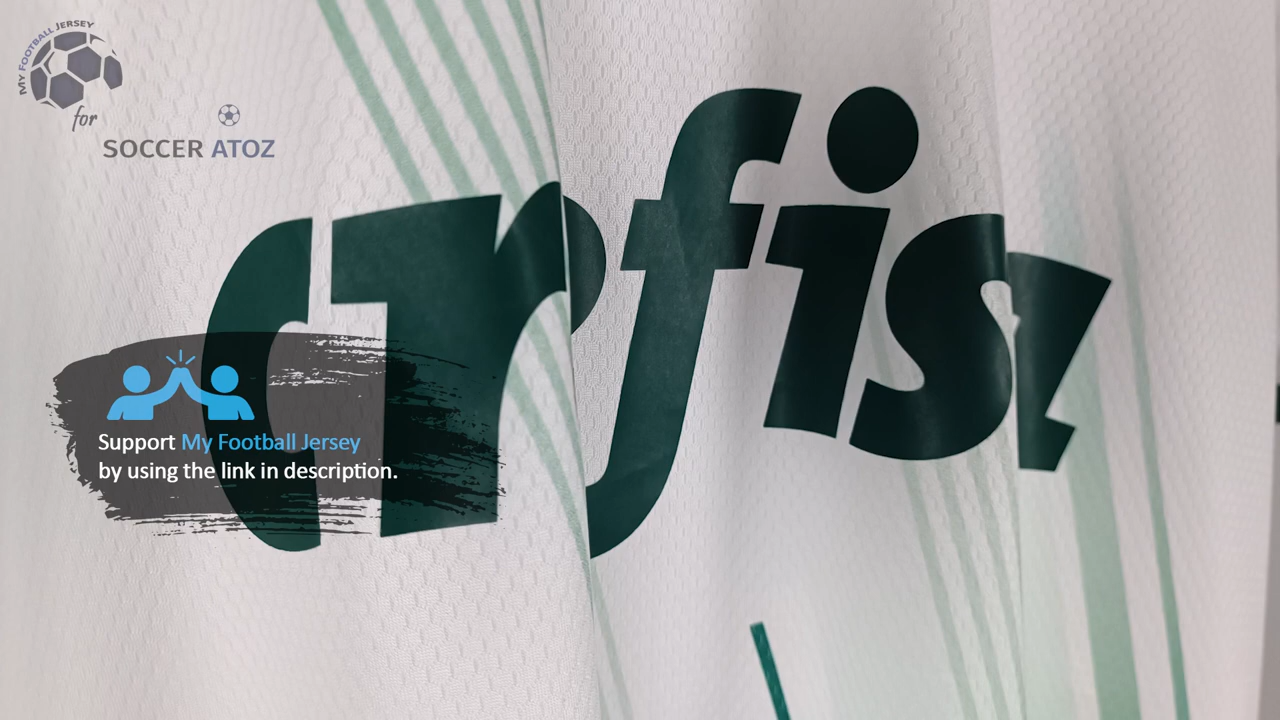 MY FOOTBALL JERSEY
for
SOCCER ATOZ
Support My Football Jersey
by using the link in description.